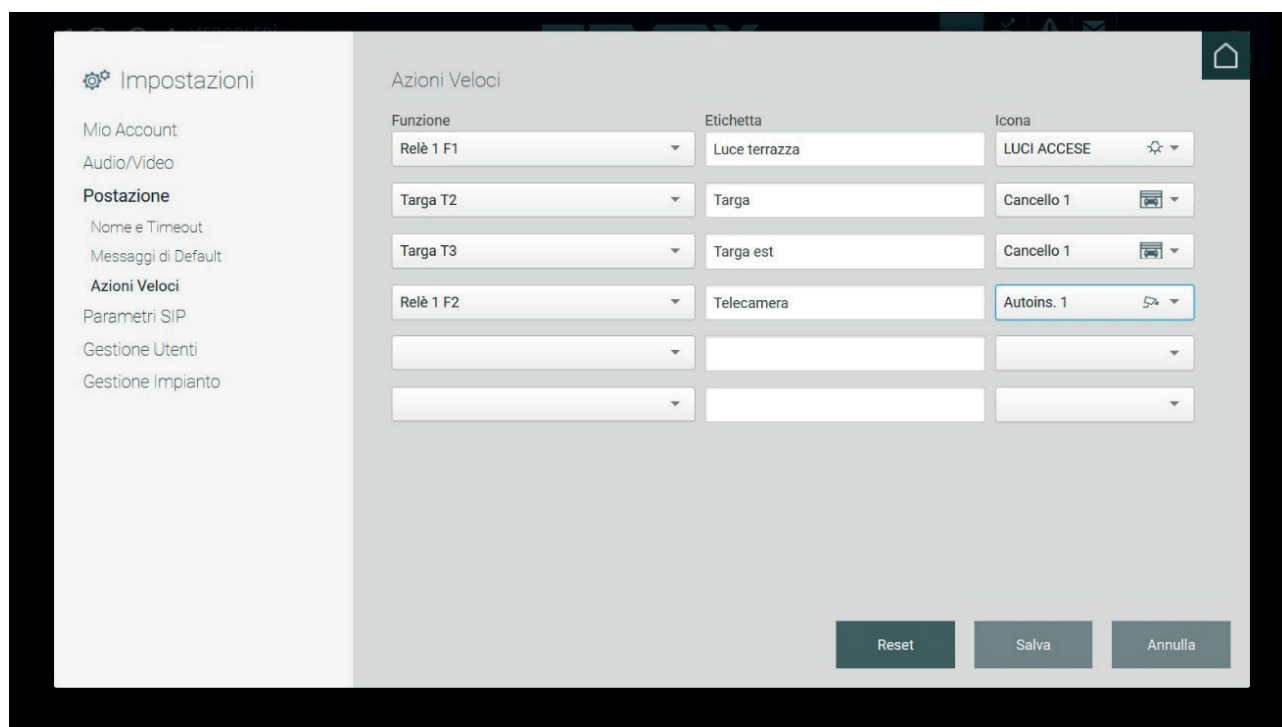 Impostazioni
Mio Account
Audio/Video
Postazione
Nome e Timeout
Messaggi di Default
Azioni Veloci
Parametri SIP
Gestione Utenti
Gestione Impianto
Azioni Veloci
Funzione Etichetta Icona
Relè 1 F1 Luce terrazza LUCI ACCESE
Targa T2 Targa Cancello 1
Targa T3 Targa est Cancello 1
Relè 1 F2 Telecamera Autoins. 1
Reset Salva Annulla